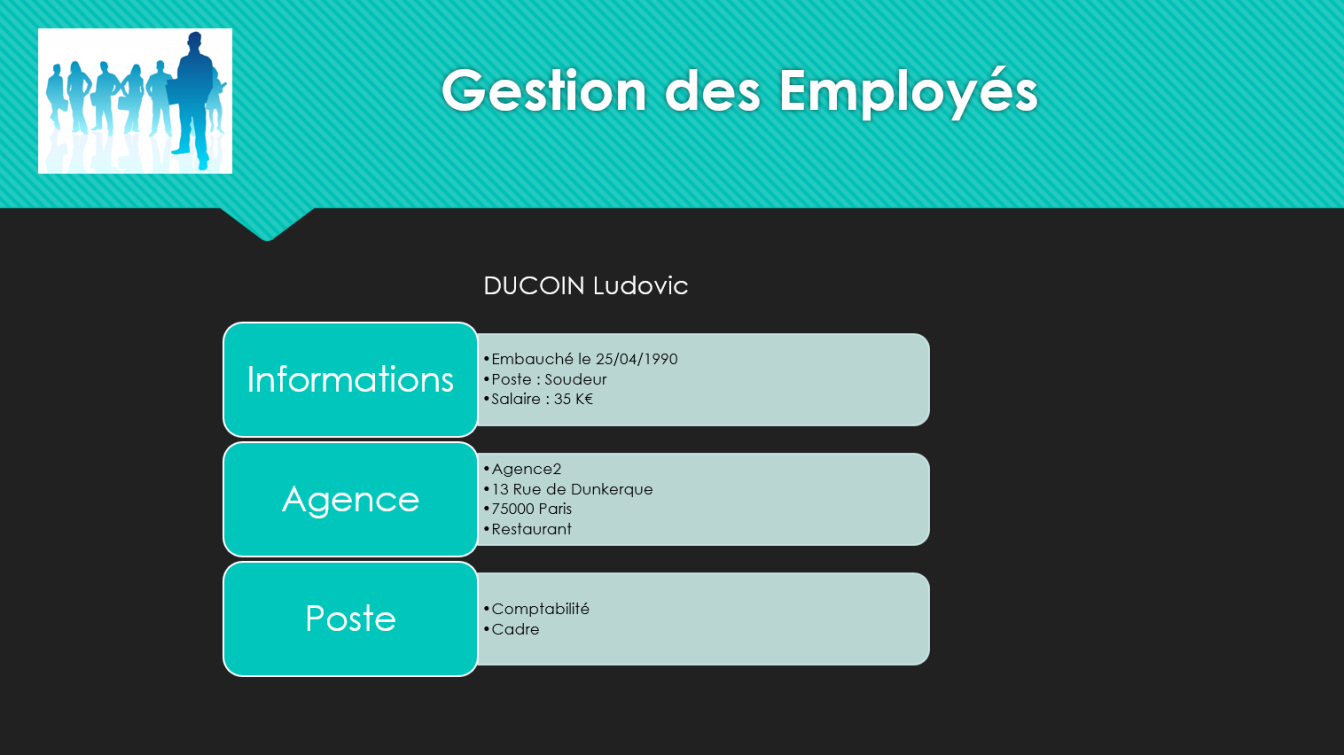 Gestion des Employés
DUCOIN Ludovic
Informations
•Embauché le 25/04/1990
•Poste : Soudeur
•Salaire : 35 K€
Agence
•Agence2
•13 Rue de Dunkerque
•75000 Paris
•Restaurant
Poste
•Comptabilité
•Cadre